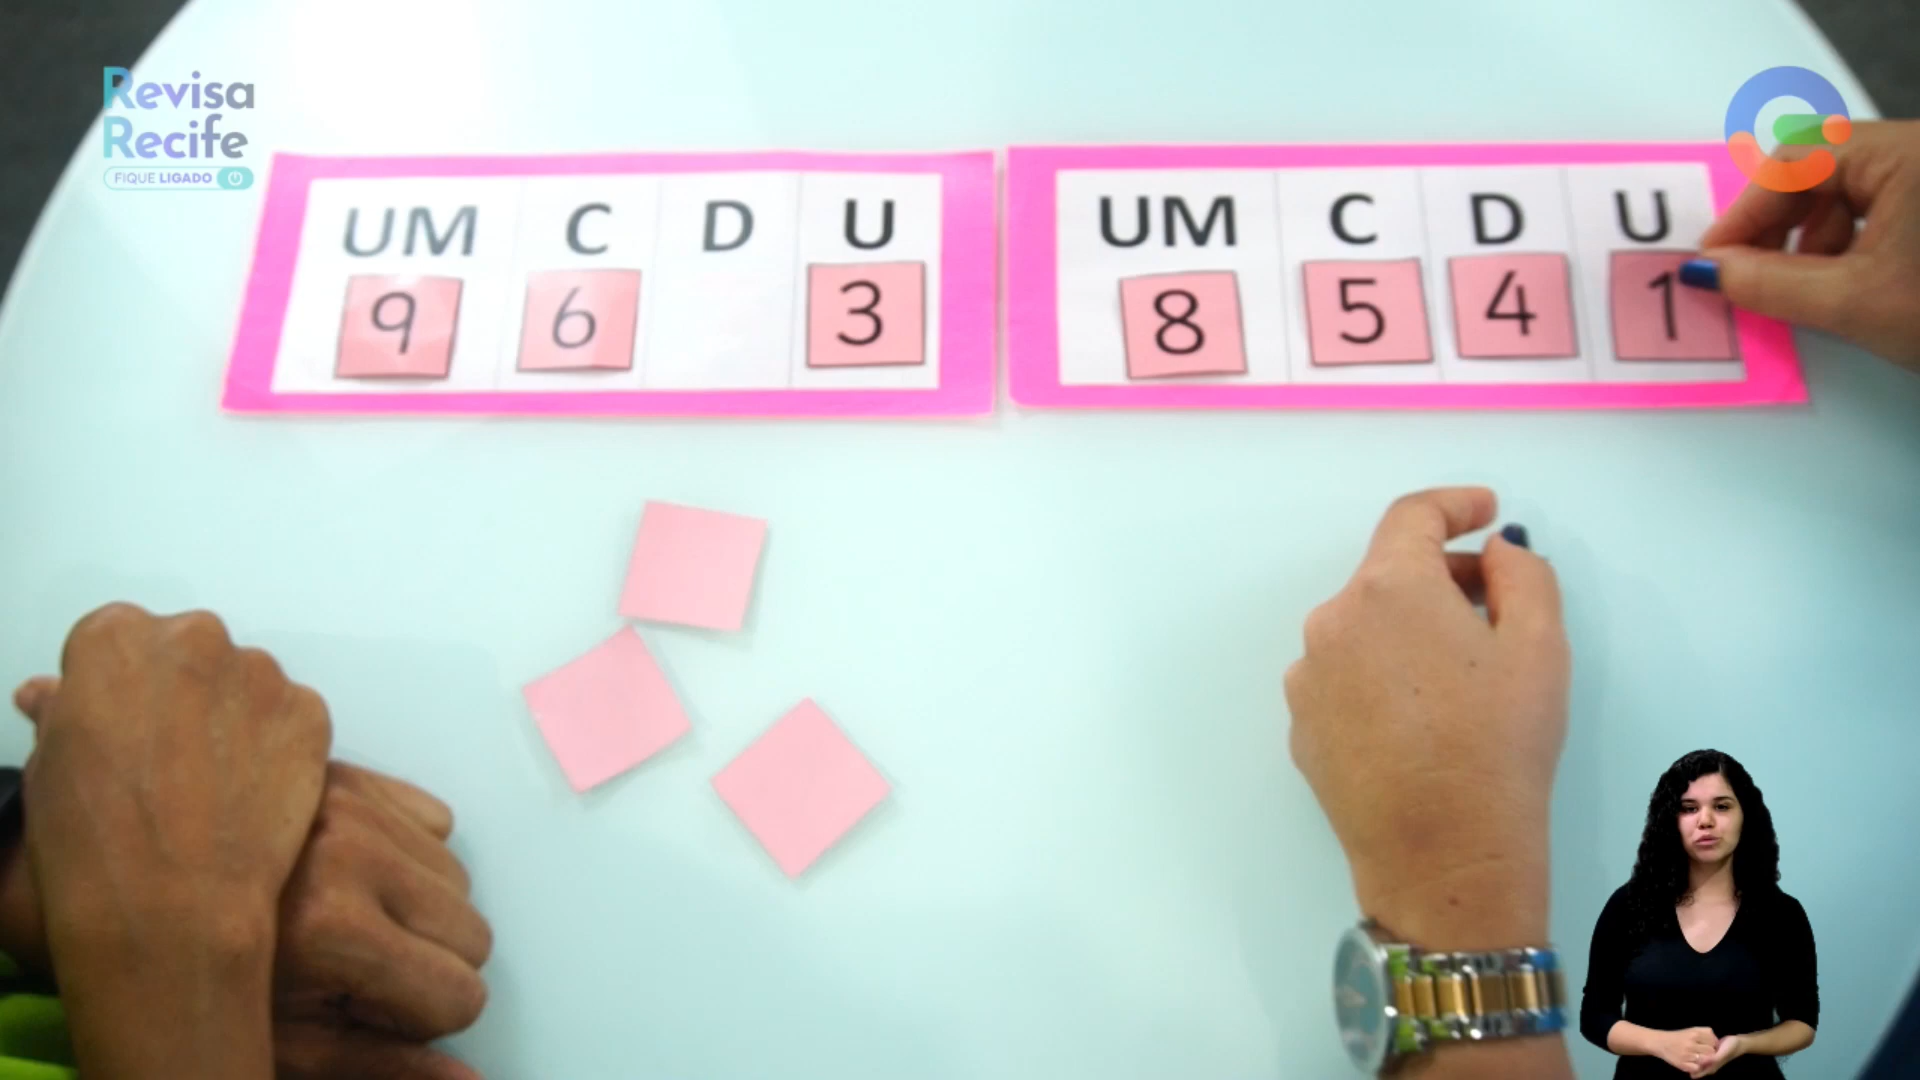 Revisa
Recife
FIQUE LIGADO
UM C D U
9 6 3
UM C D U
8 5 4 1